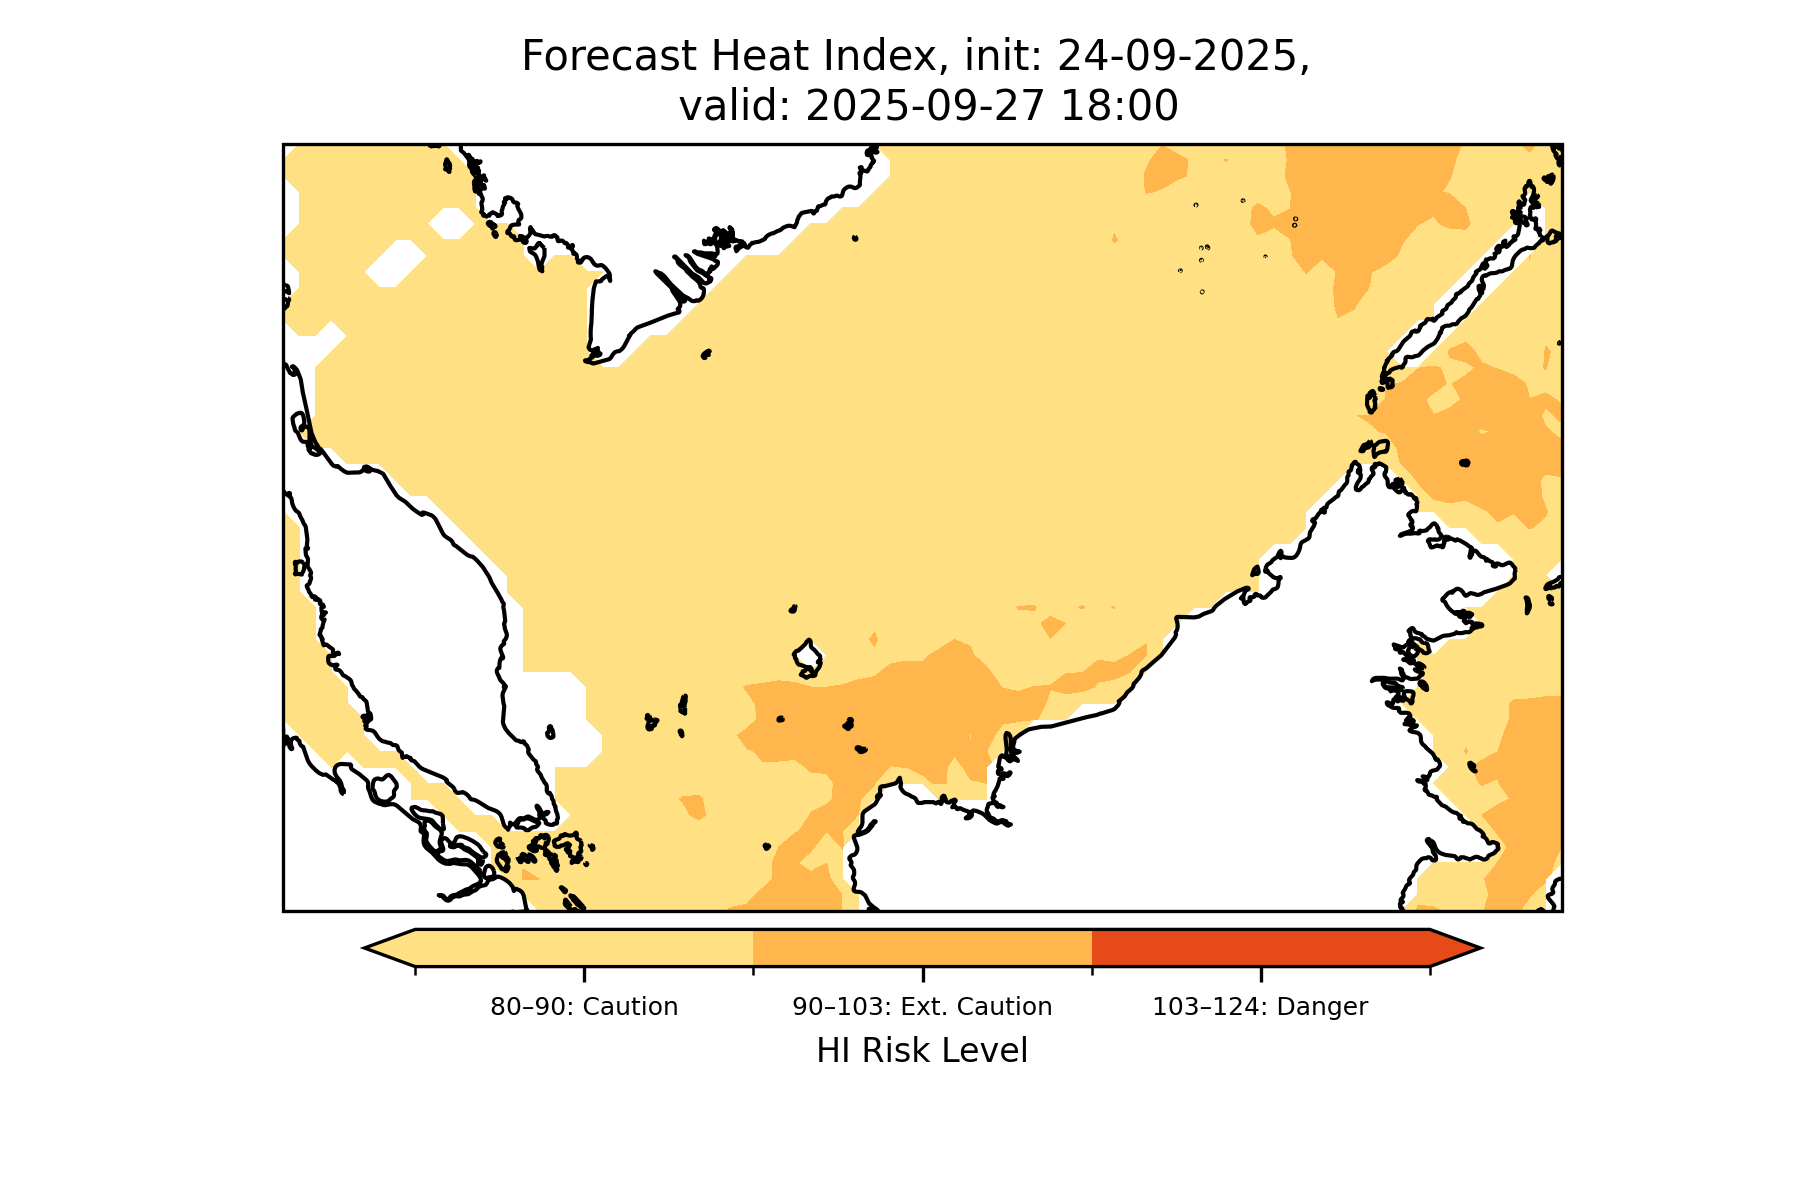 Forecast Heat Index, init: 24-09-2025,
valid: 2025-09-27 18:00
80–90: Caution
90–103: Ext. Caution
103–124: Danger
HI Risk Level